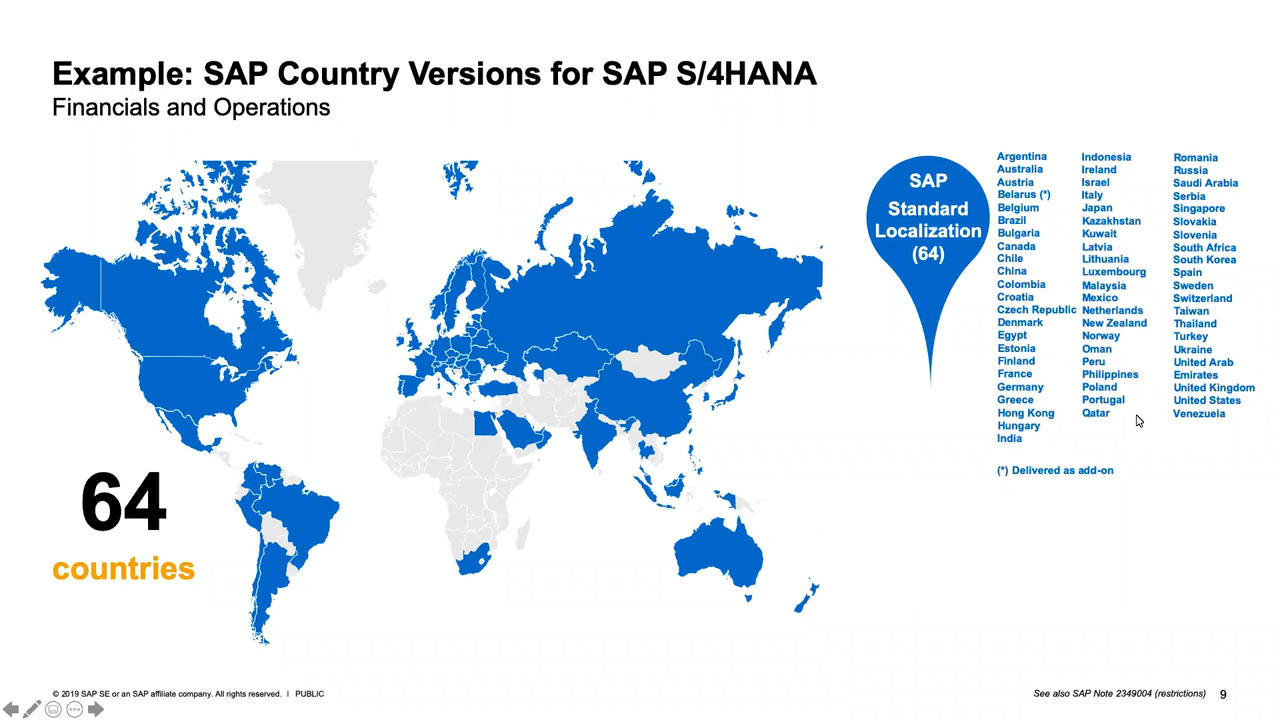 Example: SAP Country Versions for SAP S/4HANA
Financials and Operations
64
countries
SAP
Standard
Localization
(64)
Argentina
Australia
Austria
Belarus (*)
Belgium
Brazil
Bulgaria
Canada
Chile
China
Colombia
Croatia
Czech Republic
Denmark
Egypt
Estonia
Finland
France
Germany
Greece
Hong Kong
Hungary
India
Indonesia
Ireland
Israel
Italy
Japan
Kazakhstan
Kuwait
Latvia
Lithuania
Luxembourg
Malaysia
Mexico
Netherlands
New Zealand
Norway
Oman
Peru
Philippines
Poland
Portugal
Qatar
Romania
Russia
Saudi Arabia
Serbia
Singapore
Slovakia
Slovenia
South Africa
South Korea
Spain
Sweden
Switzerland
Taiwan
Thailand
Turkey
Ukraine
United Arab
Emirates
United Kingdom
United States
Venezuela
(*) Delivered as add-on
© 2019 SAP SE or an SAP affiliate company. All rights reserved. I PUBLIC
See also SAP Note 2349004 (restrictions)
9